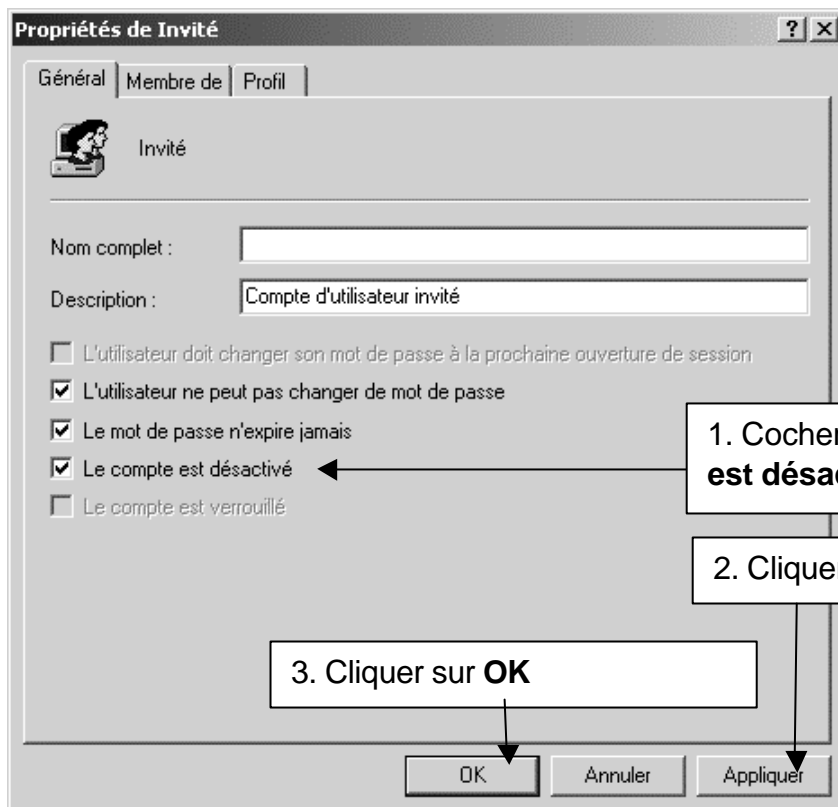 Propriétés de Invité
Général Membre de Profil
Invité
Nom complet :
Description : Compte d'utilisateur invité
L'utilisateur doit changer son mot de passe à la prochaine ouverture de session
L'utilisateur ne peut pas changer de mot de passe
Le mot de passe n'expire jamais
Le compte est désactivé
Le compte est verrouillé
1. Cocher
est désa
2. Cliquer
3. Cliquer sur OK
OK Annuler Appliquer